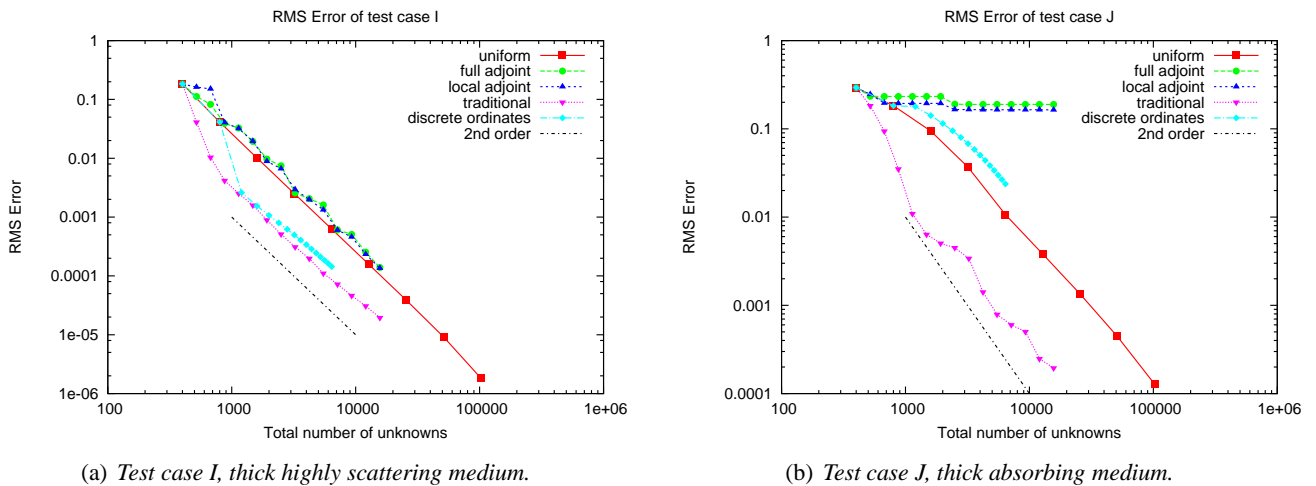 RMS Error of test case I
1
0.1
0.01
0.001
0.0001
1e-05
1e-06
100
1000
10000
100000
1e+06
RMS Error
Total number of unknowns
uniform
full adjoint
local adjoint
traditional
discrete ordinates
2nd order
(a) Test case I, thick highly scattering medium.
RMS Error of test case J
1
0.1
0.01
0.001
0.0001
100
1000
10000
100000
1e+06
RMS Error
Total number of unknowns
uniform
full adjoint
local adjoint
traditional
discrete ordinates
2nd order
(b) Test case J, thick absorbing medium.